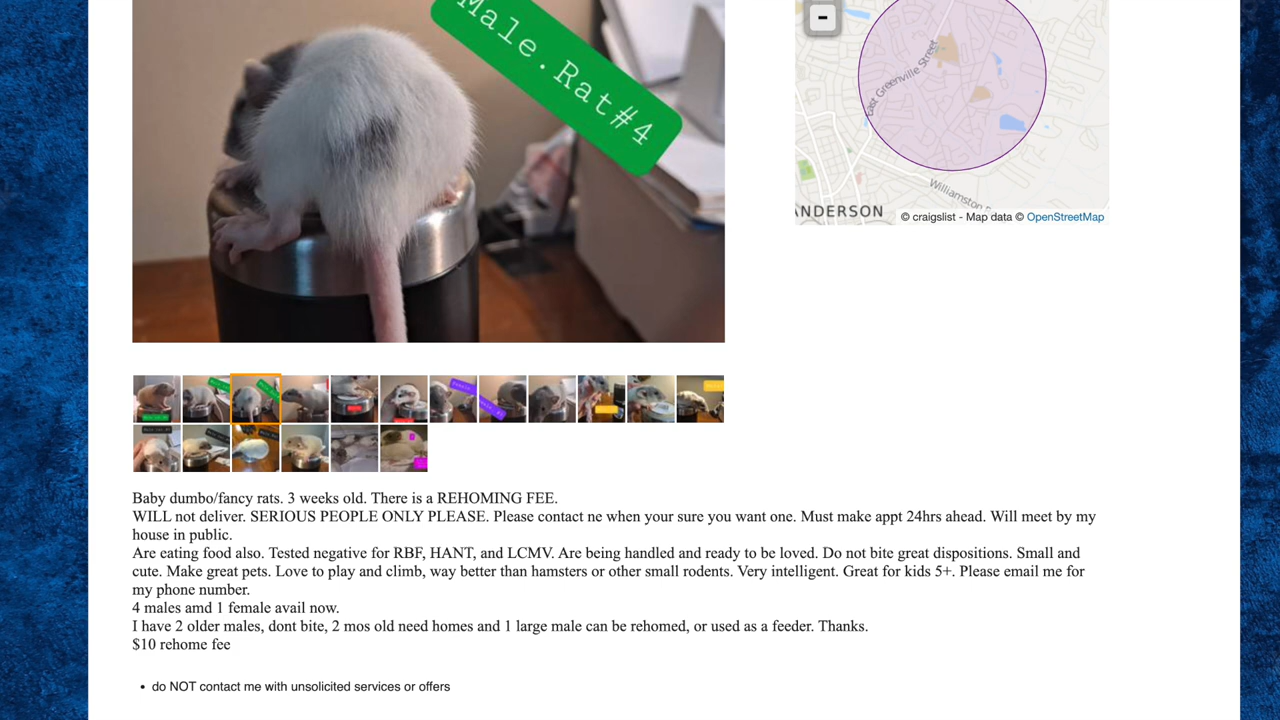 Male.Rat#4
-
East Greenville Street
Williamston
NDERSON
© craigslist - Map data © OpenStreetMap
Baby dumbo/fancy rats. 3 weeks old. There is a REHOMING FEE.
WILL not deliver. SERIOUS PEOPLE ONLY PLEASE. Please contact ne when your sure you want one. Must make appt 24hrs ahead. Will meet by my
house in public.
Are eating food also. Tested negative for RBF, HANT, and LCMV. Are being handled and ready to be loved. Do not bite great dispositions. Small and
cute. Make great pets. Love to play and climb, way better than hamsters or other small rodents. Very intelligent. Great for kids 5+. Please email me for
my phone number.
4 males amd 1 female avail now.
I have 2 older males, dont bite, 2 mos old need homes and 1 large male can be rehomed, or used as a feeder. Thanks.
$10 rehome fee
• do NOT contact me with unsolicited services or offers